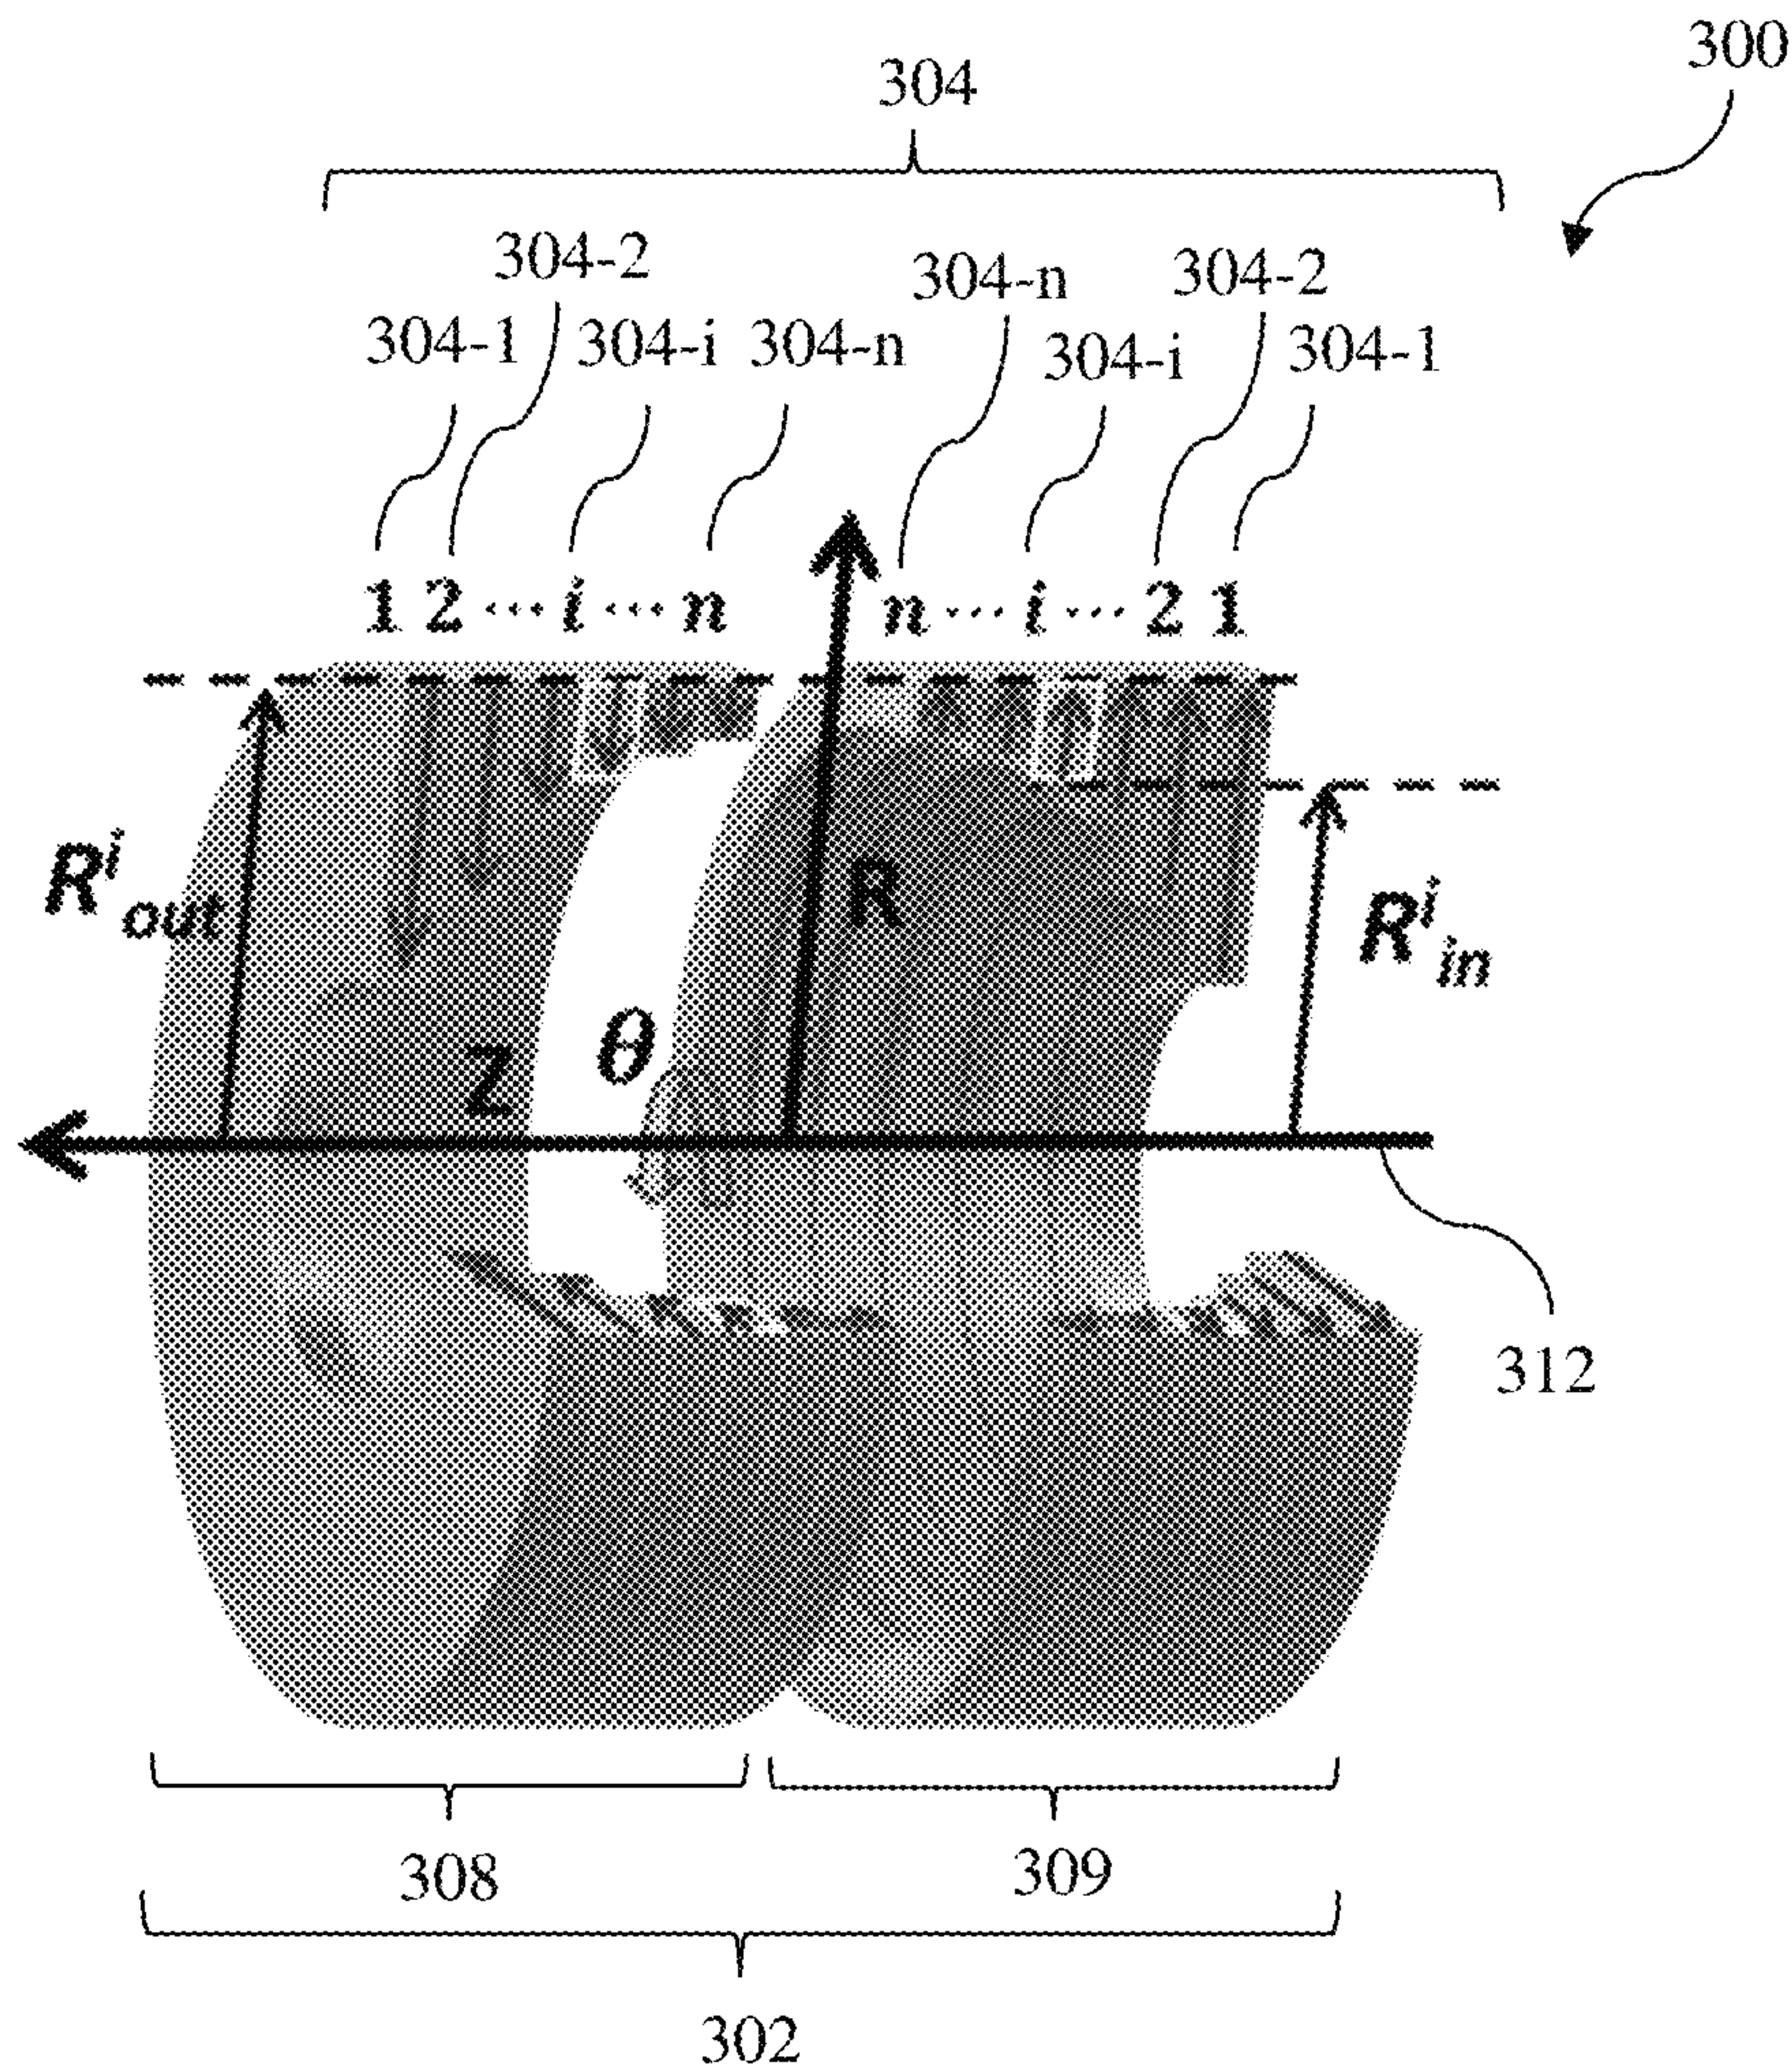 300
304
304-2 304-n 304-2
304-1 304-i 304-n 304-i 304-1
1 2 ··· i ··· n n ··· i ··· 2 1
R^i_out
R
R^i_in
θ
Z
312
308 309
302